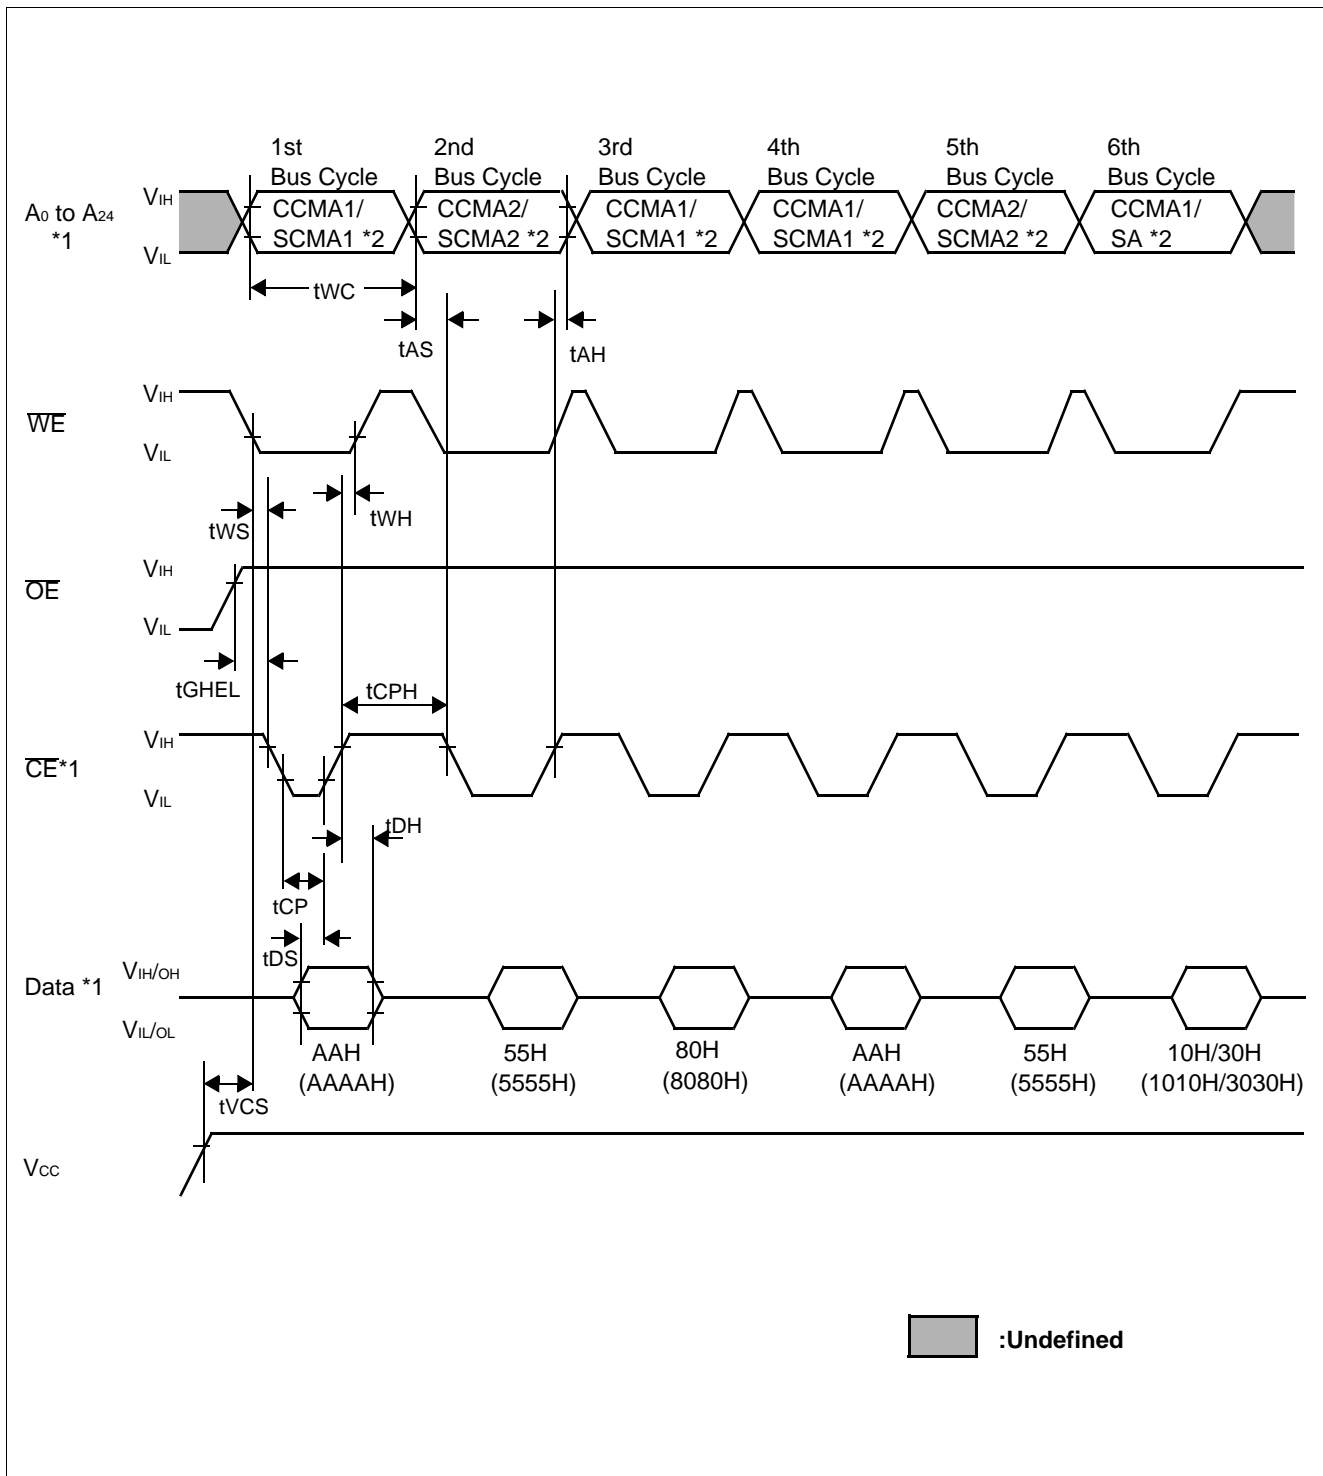 1st
Bus Cycle
2nd
Bus Cycle
3rd
Bus Cycle
4th
Bus Cycle
5th
Bus Cycle
6th
Bus Cycle
A0 to A24
*1
VIH
VIL
CCMA1/
SCMA1 *2
CCMA2/
SCMA2 *2
CCMA1/
SCMA1 *2
CCMA1/
SCMA1 *2
CCMA2/
SCMA2 *2
CCMA1/
SA *2
tWC
tAS
tAH
WE
VIH
VIL
tWS
tWH
OE
VIH
VIL
tGHEL
tCPH
CE*1
VIH
VIL
tDH
tCP
tDS
Data *1
VIH/OH
VIL/OL
AAH
(AAAAH)
55H
(5555H)
80H
(8080H)
AAH
(AAAAH)
55H
(5555H)
10H/30H
(1010H/3030H)
tVCS
VCC
:Undefined